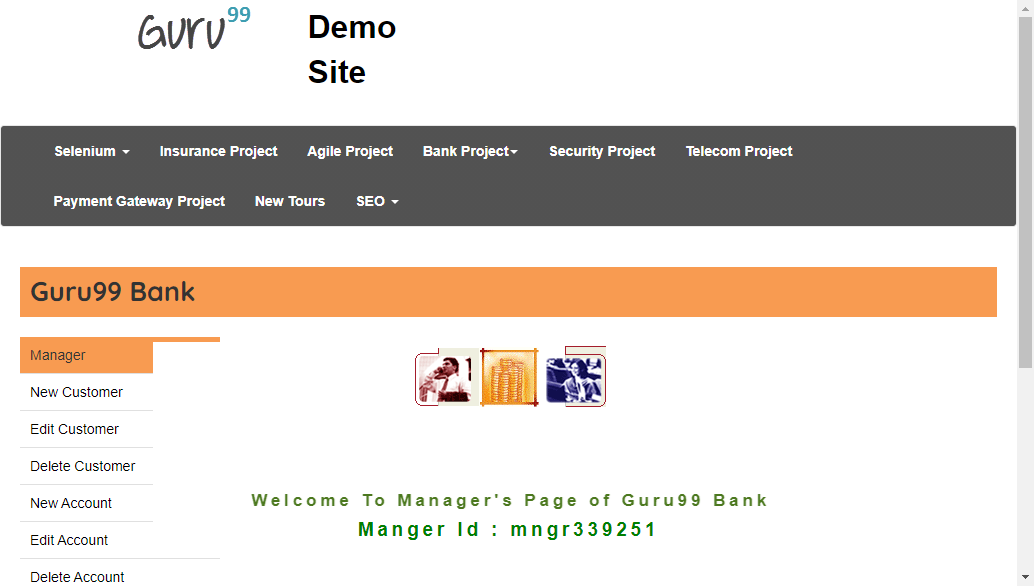 Guru99
Demo
Site
Selenium
Insurance Project
Agile Project
Bank Project
Security Project
Telecom Project
Payment Gateway Project
New Tours
SEO
Guru99 Bank
Manager
New Customer
Edit Customer
Delete Customer
New Account
Edit Account
Delete Account
Welcome To Manager's Page of Guru99 Bank
Manger Id : mngr339251